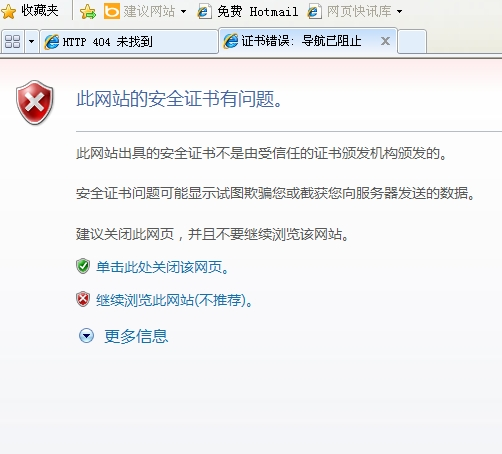 收藏夹 建议网站 免费 Hotmail 网页快讯库
HTTP 404 未找到 证书错误: 导航已阻止
此网站的安全证书有问题。
此网站出具的安全证书不是由受信任的证书颁发机构颁发的。
安全证书问题可能显示试图欺骗您或截获您向服务器发送的数据。
建议关闭此网页，并且不要继续浏览该网站。
单击此处关闭该网页。
继续浏览此网站(不推荐)。
更多信息